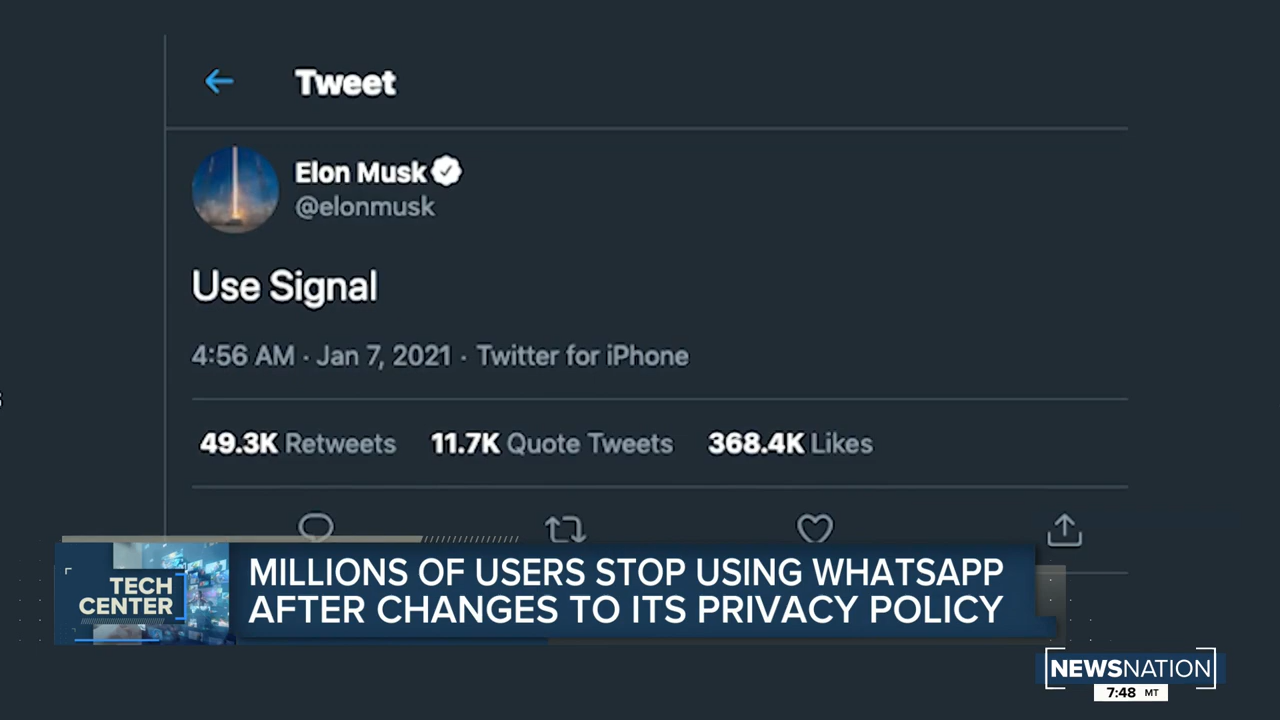 Tweet
Elon Musk
@elonmusk
Use Signal
4:56 AM · Jan 7, 2021 · Twitter for iPhone
49.3K Retweets 11.7K Quote Tweets 368.4K Likes
TECH
CENTER
MILLIONS OF USERS STOP USING WHATSAPP
AFTER CHANGES TO ITS PRIVACY POLICY
NEWSNATION
7:48 MT